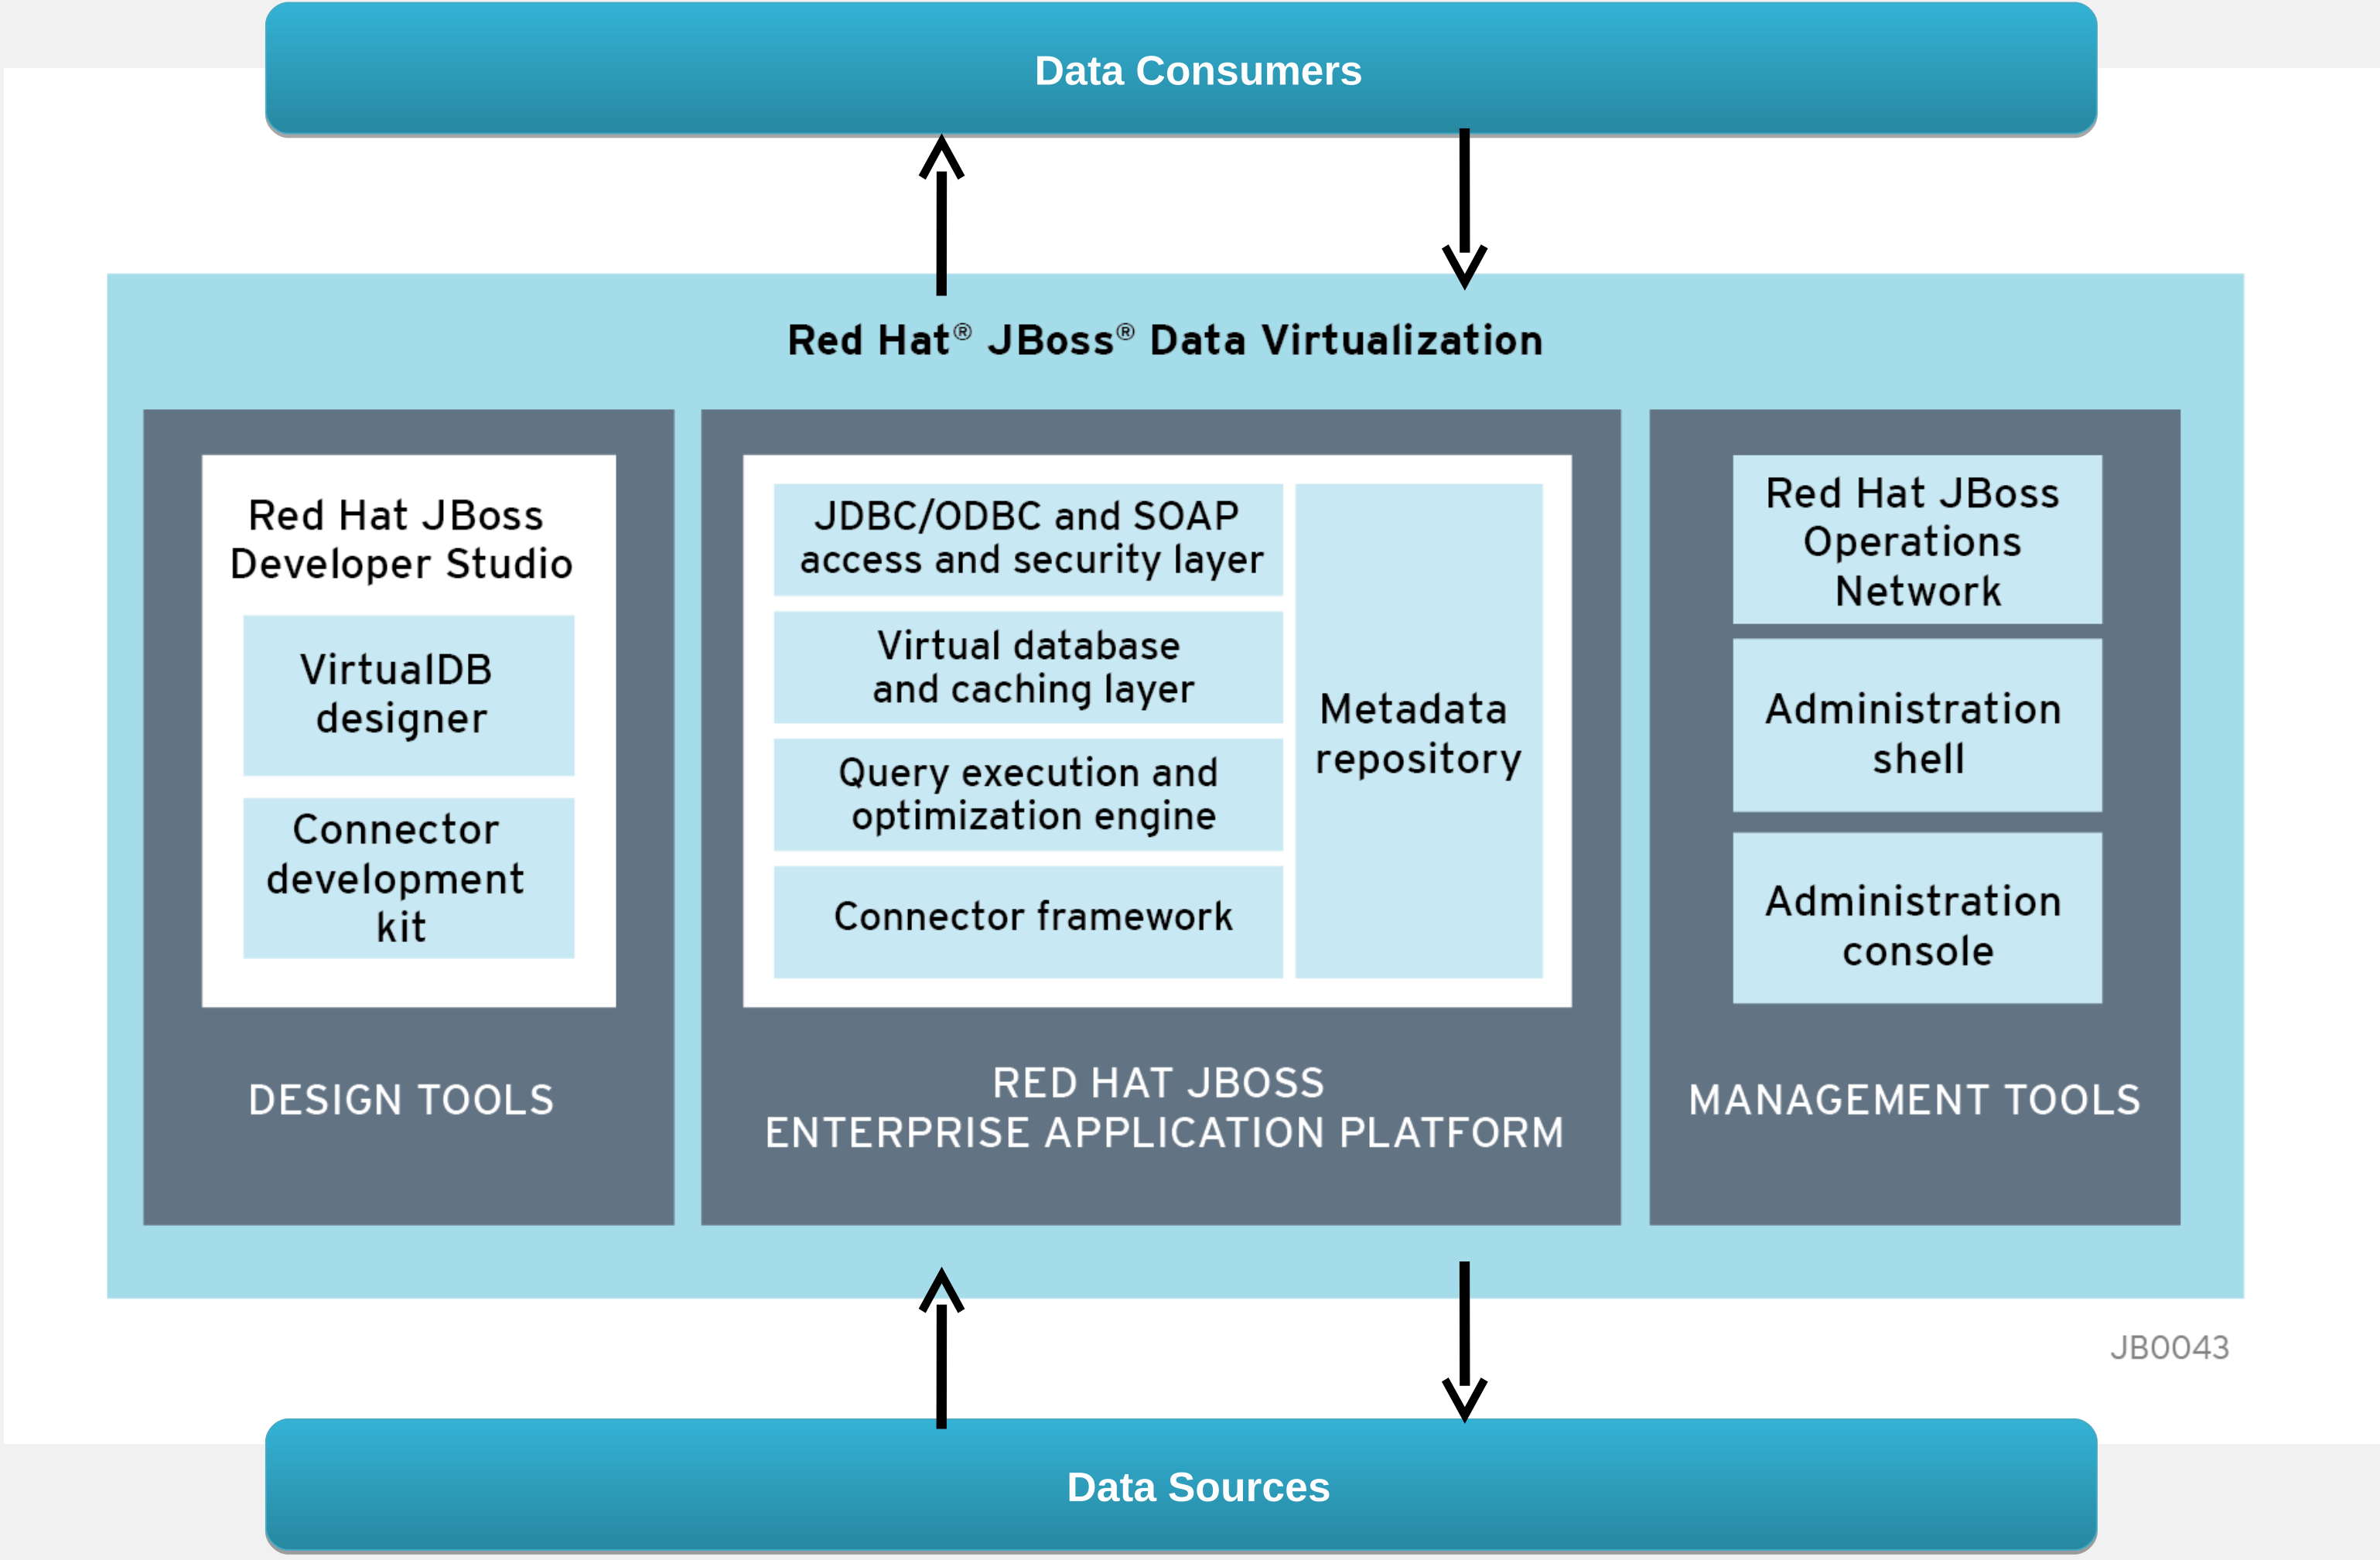 Data Consumers
Red Hat® JBoss® Data Virtualization
Red Hat JBoss
Developer Studio
VirtualDB
designer
Connector
development
kit
DESIGN TOOLS
JDBC/ODBC and SOAP
access and security layer
Virtual database
and caching layer
Query execution and
optimization engine
Connector framework
Metadata
repository
RED HAT JBOSS
ENTERPRISE APPLICATION PLATFORM
Red Hat JBoss
Operations
Network
Administration
shell
Administration
console
MANAGEMENT TOOLS
JB0043
Data Sources